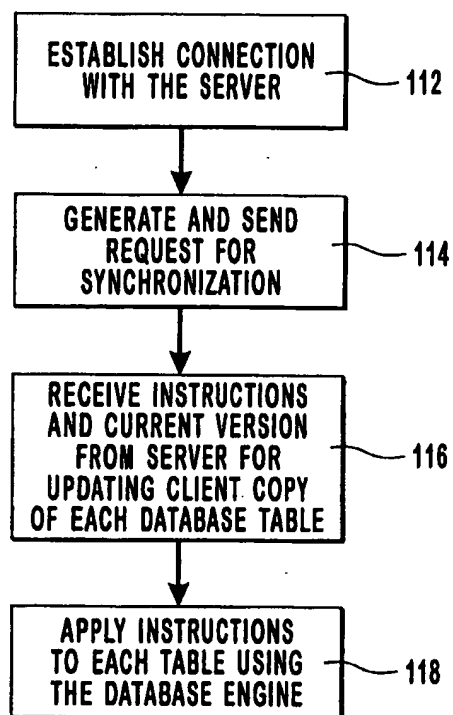 ESTABLISH CONNECTION
WITH THE SERVER
112
GENERATE AND SEND
REQUEST FOR
SYNCHRONIZATION
114
RECEIVE INSTRUCTIONS
AND CURRENT VERSION
FROM SERVER FOR
UPDATING CLIENT COPY
OF EACH DATABASE TABLE
116
APPLY INSTRUCTIONS
TO EACH TABLE USING
THE DATABASE ENGINE
118